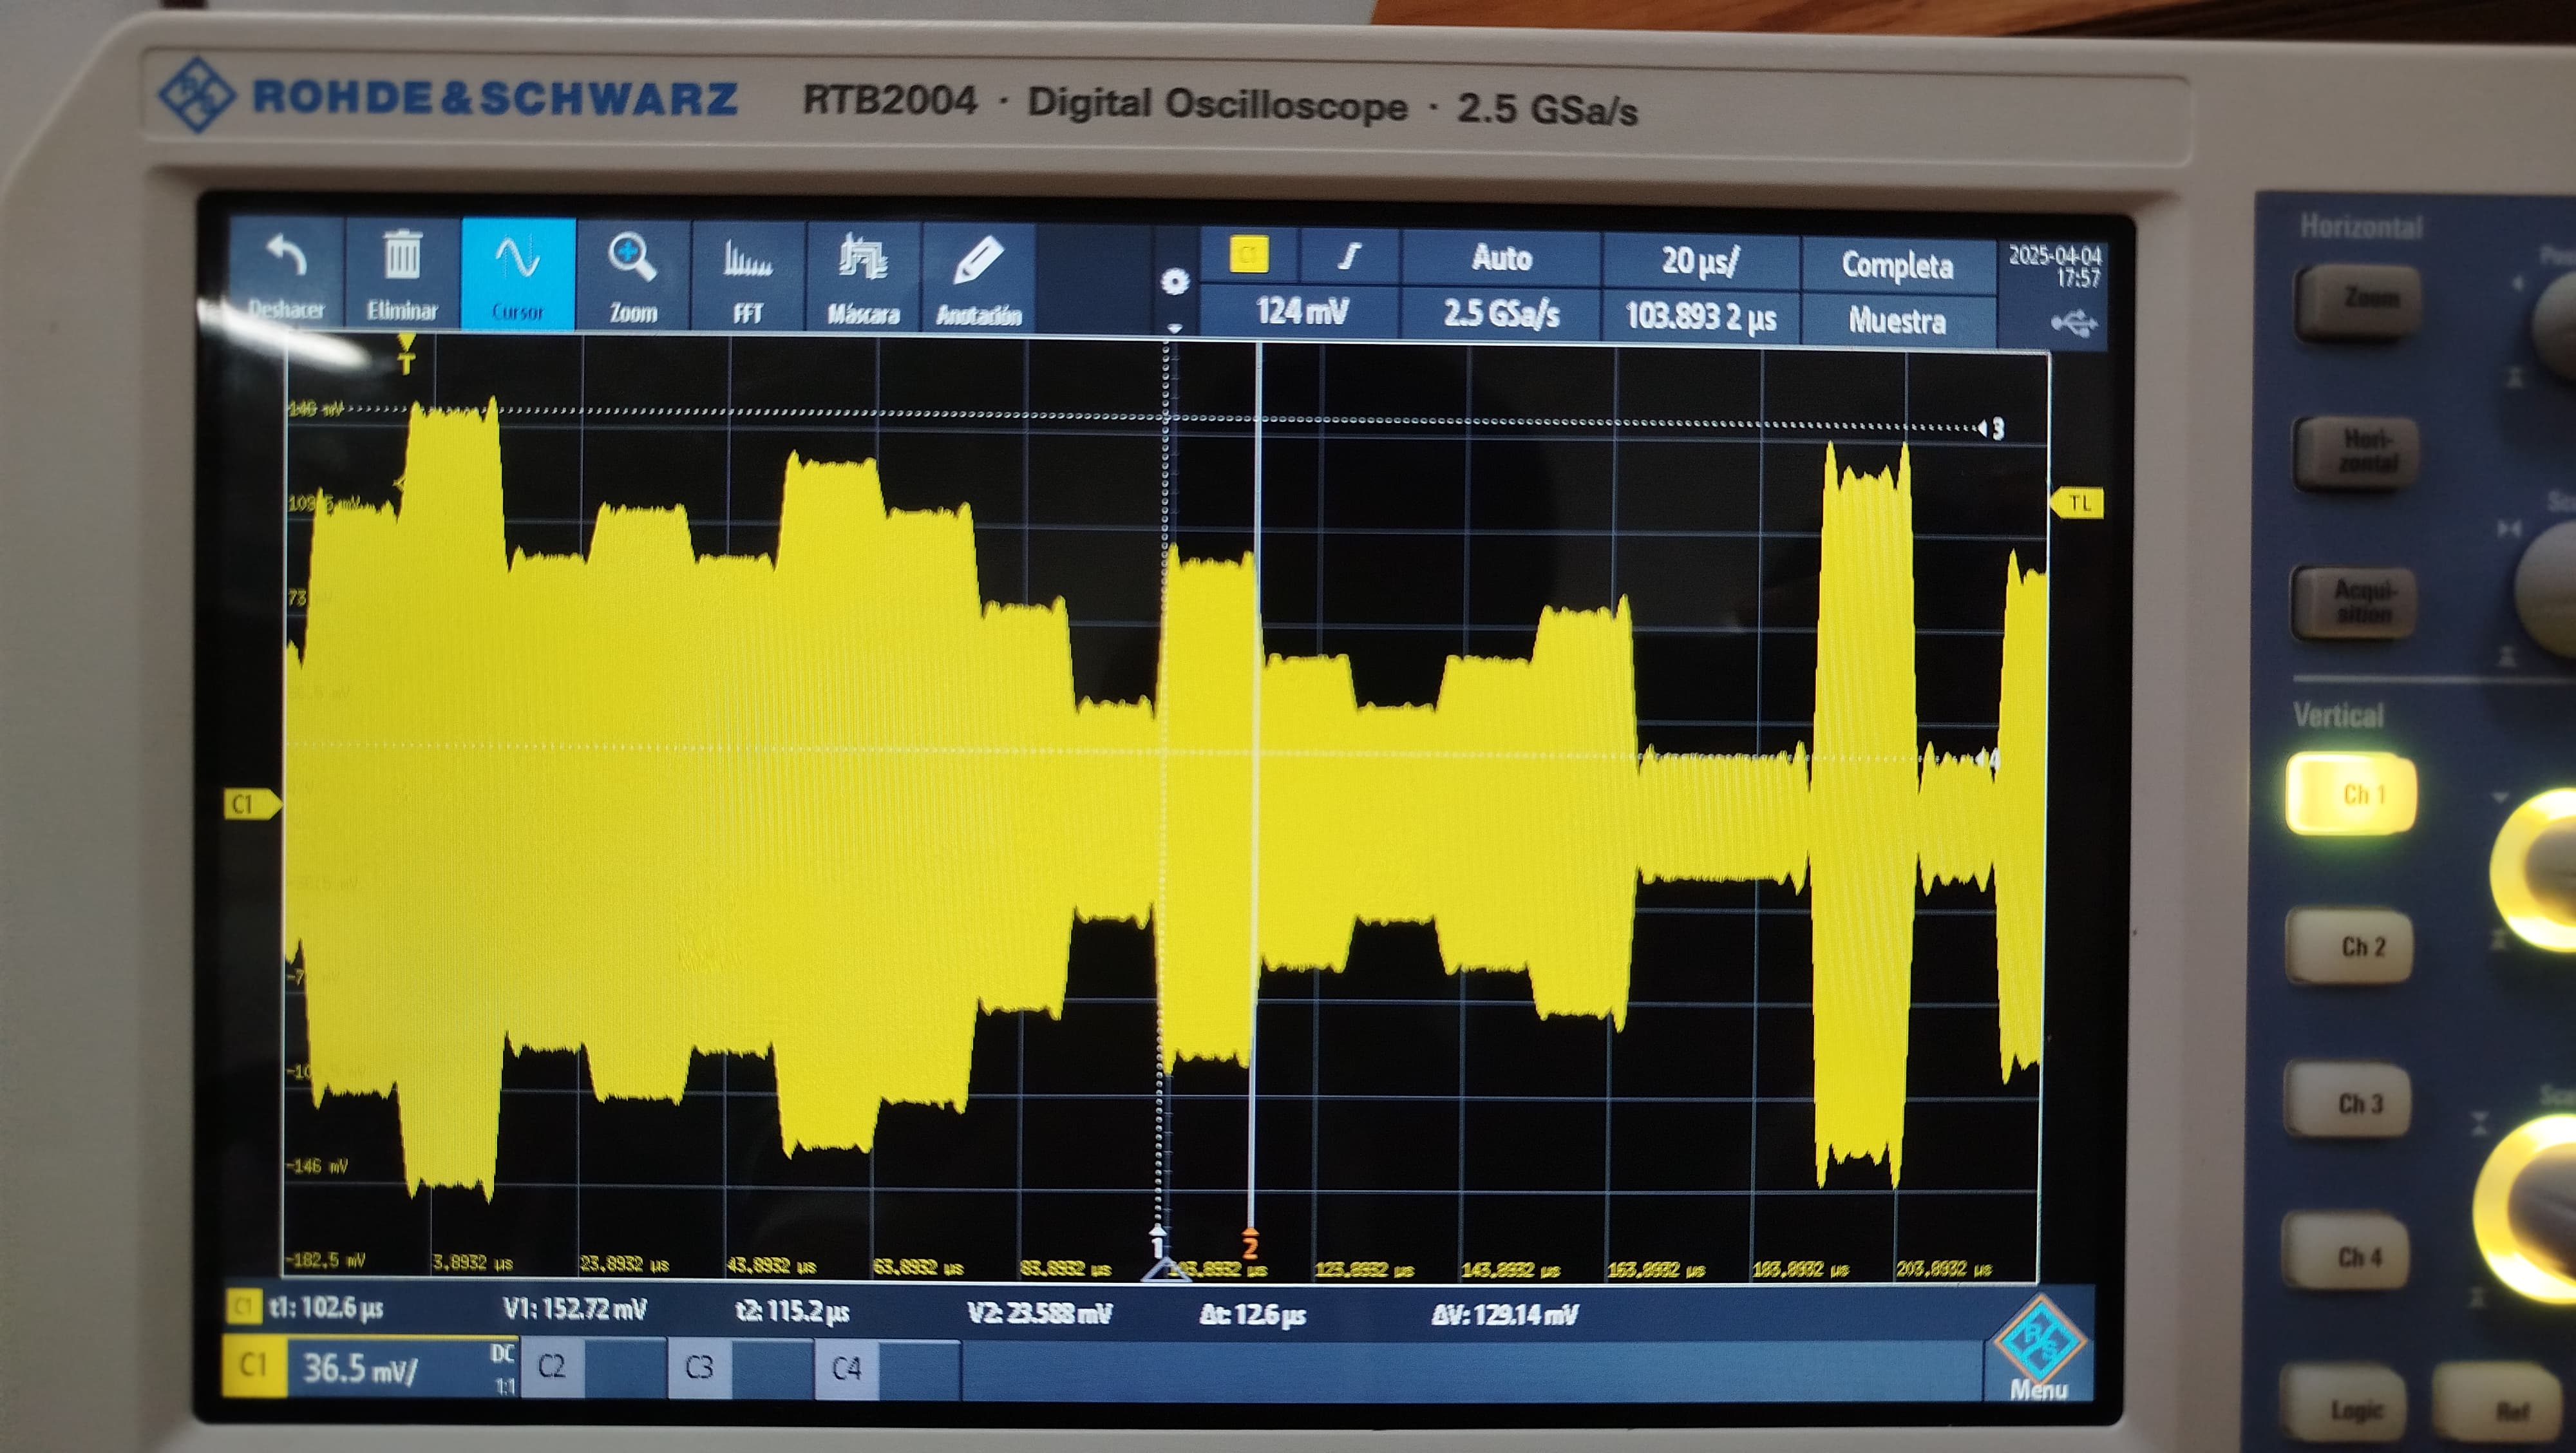 ROHDE & SCHWARZ RTB2004 · Digital Oscilloscope · 2.5 GSa/s
Deshacer Eliminar Cursor Zoom FFT Máscara Anotación
C1 Auto 20 µs/ Completa 2025-04-04
17:57
124 mV 2.5 GSa/s 103.893 2 µs Muestra
T
146 mV
3
109.5 mV
TL
73
4
C1
-146 mV
1 2
-182.5 mV 3,8932 µs 23,8932 µs 43,8932 µs 63,8932 µs 83,8932 µs 103,8932 µs 123,8932 µs 143,8932 µs 163,8932 µs 183,8932 µs 203,8932 µs
C1 t1: 102.6 µs V1: 152.72 mV t2: 115.2 µs V2: 23.588 mV Δt: 12.6 µs ΔV: 129.14 mV
C1 36.5 mV/ DC
1:1
C2 C3 C4
Menu
Horizontal
Zoom
Hori-
zontal
Acqui-
sition
Vertical
Ch 1
Ch 2
Ch 3
Ch 4
Logic Ref